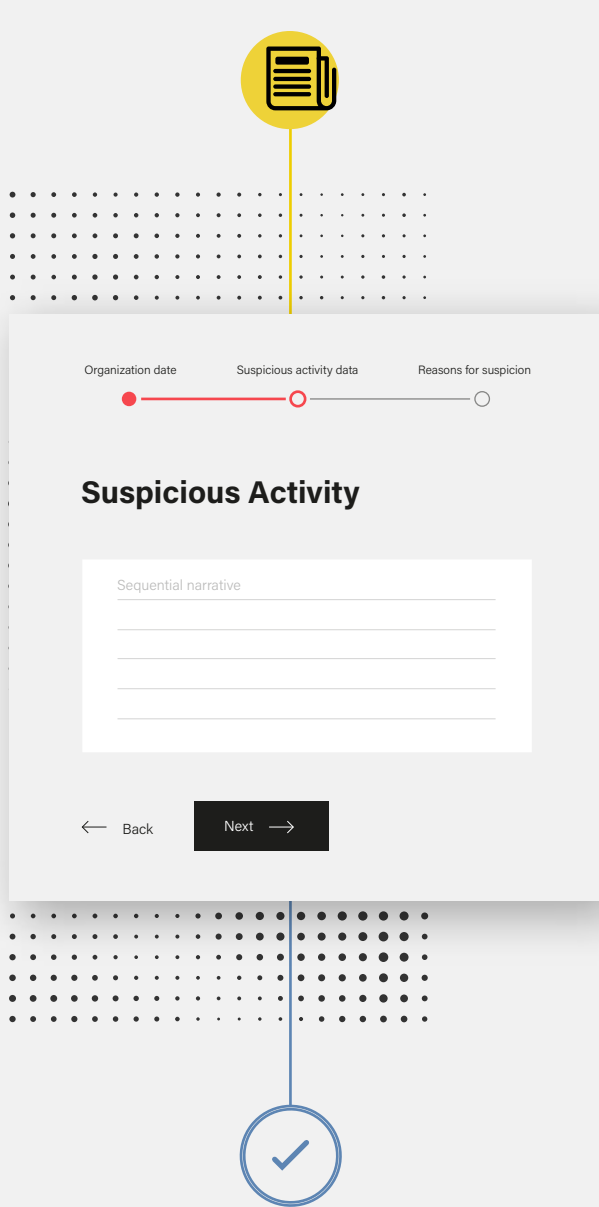 Organization date
Suspicious activity data
Reasons for suspicion
Suspicious Activity
Sequential narrative
Back
Next